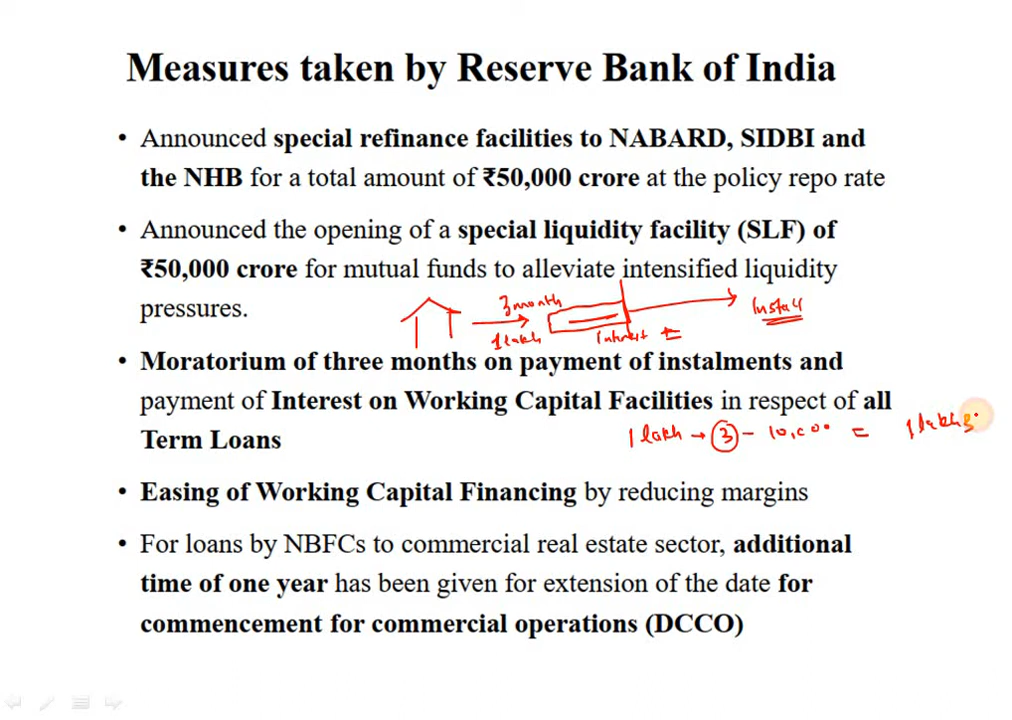 Measures taken by Reserve Bank of India
• Announced special refinance facilities to NABARD, SIDBI and
the NHB for a total amount of ₹50,000 crore at the policy repo rate
• Announced the opening of a special liquidity facility (SLF) of
₹50,000 crore for mutual funds to alleviate intensified liquidity
pressures.
3 month
1 lakh
Interest
• Moratorium of three months on payment of instalments and
payment of Interest on Working Capital Facilities in respect of all
Term Loans
1 lakh → 3 - 10,000 = 1 lakh
• Easing of Working Capital Financing by reducing margins
• For loans by NBFCs to commercial real estate sector, additional
time of one year has been given for extension of the date for
commencement for commercial operations (DCCO)